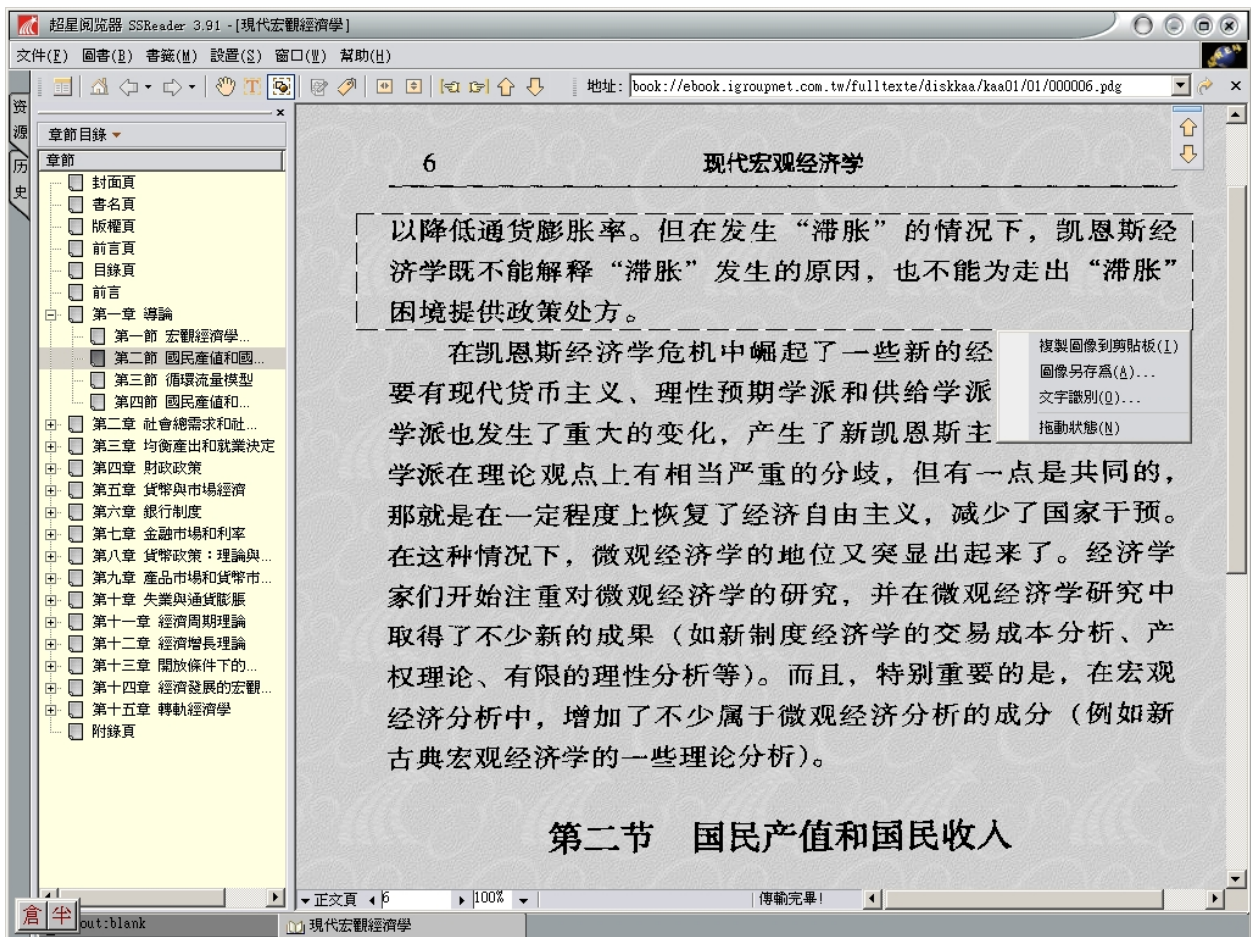 超星阅览器 SSReader 3.91 - [現代宏觀經濟學]
文件(F) 圖書(B) 書籤(M) 設置(S) 窗口(W) 幫助(H)
地址: book://ebook.igroupnet.com.tw/fulltexte/diskkaa/kaa01/01/000006.pdg
资源
历史
章節目錄
章節
封面頁
書名頁
版權頁
前言頁
目錄頁
前言
第一章 導論
第一節 宏觀經濟學...
第二節 國民產值和國...
第三節 循環流量模型
第四節 國民產值和...
第二章 社會總需求和社...
第三章 均衡產出和就業決定
第四章 財政政策
第五章 貨幣與市場經濟
第六章 銀行制度
第七章 金融市場和利率
第八章 貨幣政策：理論與...
第九章 產品市場和貨幣市...
第十章 失業與通貨膨脹
第十一章 經濟周期理論
第十二章 經濟增長理論
第十三章 開放條件下的...
第十四章 經濟發展的宏觀...
第十五章 轉軌經濟學
附錄頁
6 现代宏观经济学
以降低通货膨胀率。但在发生“滞胀”的情况下，凯恩斯经
济学既不能解释“滞胀”发生的原因，也不能为走出“滞胀”
困境提供政策处方。
在凯恩斯经济学危机中崛起了一些新的经
要有现代货币主义、理性预期学派和供给学派
学派也发生了重大的变化，产生了新凯恩斯主
学派在理论观点上有相当严重的分歧，但有一点是共同的，
那就是在一定程度上恢复了经济自由主义，减少了国家干预。
在这种情况下，微观经济学的地位又突显出起来了。经济学
家们开始注重对微观经济学的研究，并在微观经济学研究中
取得了不少新的成果（如新制度经济学的交易成本分析、产
权理论、有限的理性分析等）。而且，特别重要的是，在宏观
经济分析中，增加了不少属于微观经济分析的成分（例如新
古典宏观经济学的一些理论分析）。
第二节 国民产值和国民收入
複製圖像到剪貼板(I)
圖像另存爲(A)...
文字識別(O)...
拖動狀態(N)
正文頁 6 100% 傳輸完畢!
倉 半 out:blank 現代宏觀經濟學